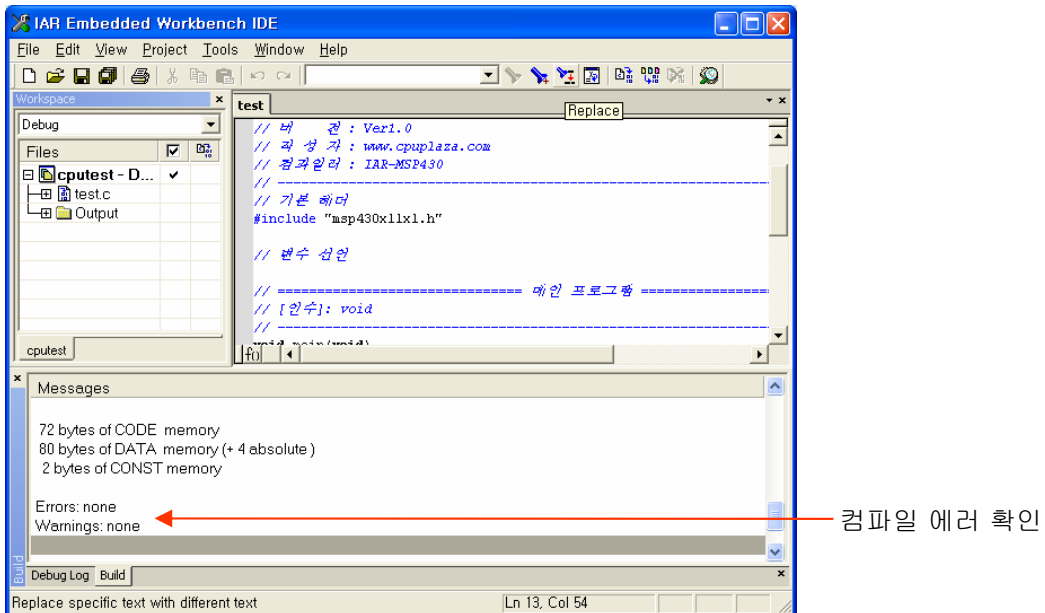 IAR Embedded Workbench IDE
File Edit View Project Tools Window Help
Workspace
test
Replace
Debug
Files
cputest - D...
test.c
Output
cputest
// 버 전 : Ver1.0
// 작 성 자 : www.cpuplaza.com
// 컴파일러 : IAR-MSP430
// ----------------------------------------------------------------
// 기본 헤더
#include "msp430x11x1.h"
// 변수 선언
// =============================== 메인 프로그램 =================
// [인수]: void
// ----------------------------------------------------------------
void main(void)
f()
Messages
72 bytes of CODE memory
80 bytes of DATA memory (+ 4 absolute )
2 bytes of CONST memory
Errors: none
Warnings: none
컴파일 에러 확인
Build
Debug Log Build
Replace specific text with different text
Ln 13, Col 54